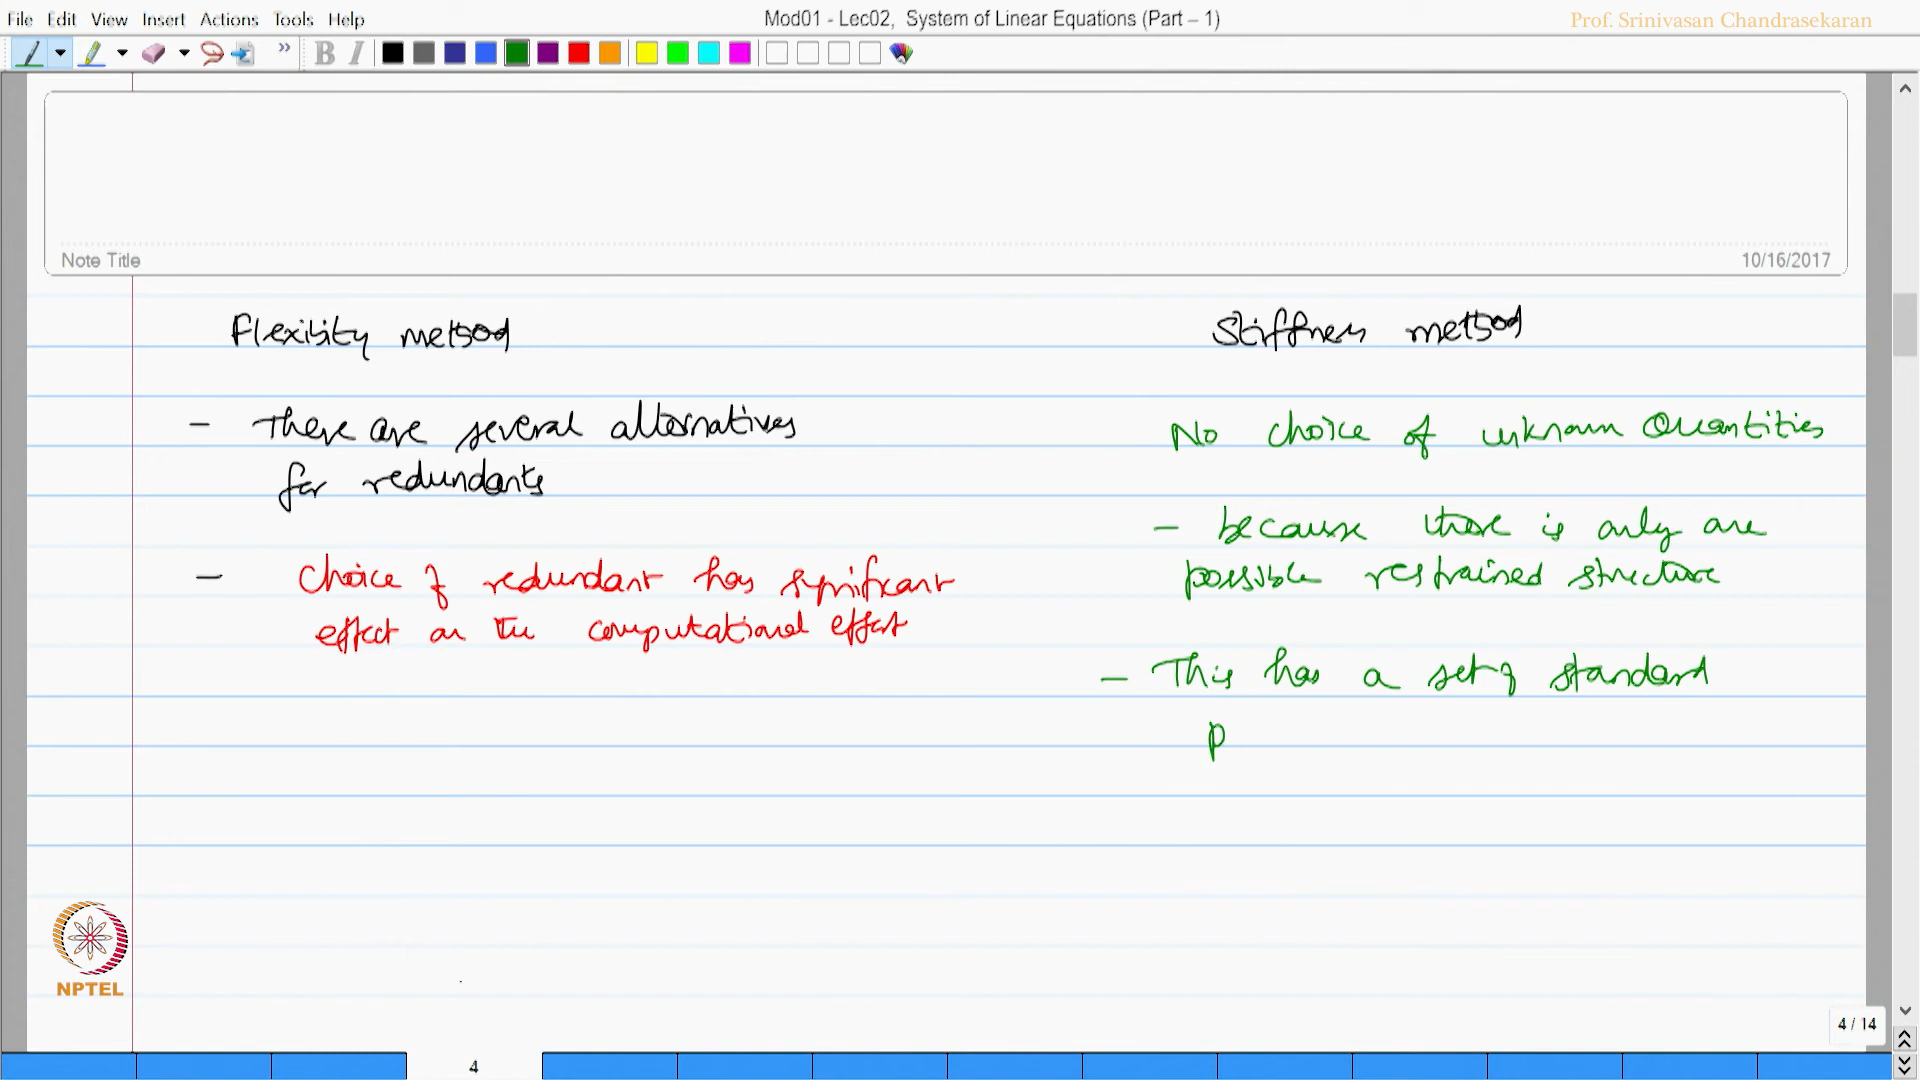 File Edit View Insert Actions Tools Help
Mod01 - Lec02, System of Linear Equations (Part – 1)
Prof. Srinivasan Chandrasekaran
B I
Note Title
10/16/2017
Flexibility method
- There are several alternatives
for redundants
- Choice of redundant has significant
effect on the computational effort
Stiffness method
No choice of unknown Quantities
- because there is only one
possible restrained structure
- This has a set of standard
p
NPTEL
4 / 14
4